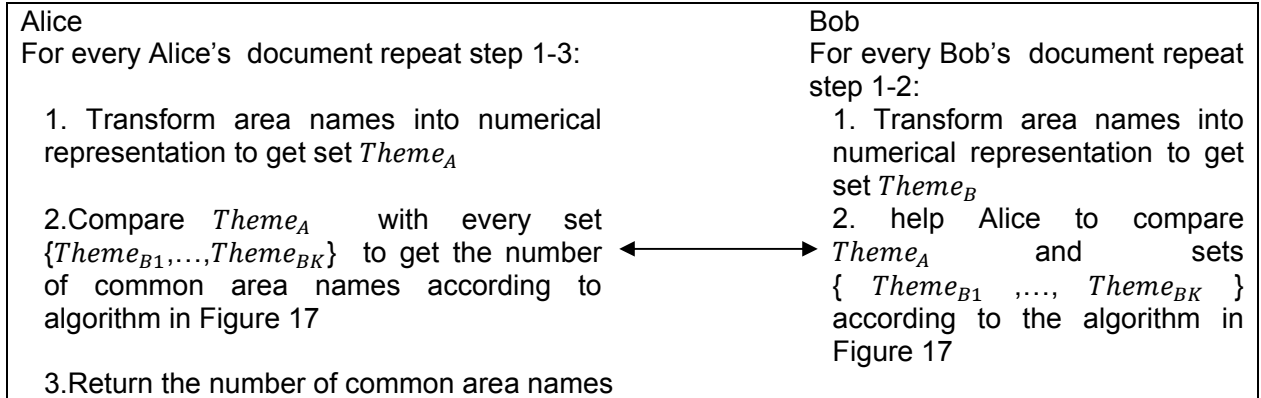 Alice
For every Alice's document repeat step 1-3:
1. Transform area names into numerical
representation to get set Theme_A
2.Compare Theme_A with every set
{Theme_B1,…,Theme_BK} to get the number
of common area names according to
algorithm in Figure 17
3.Return the number of common area names
Bob
For every Bob's document repeat
step 1-2:
1. Transform area names into
numerical representation to get
set Theme_B
2. help Alice to compare
Theme_A and sets
{ Theme_B1 ,…, Theme_BK }
according to the algorithm in
Figure 17